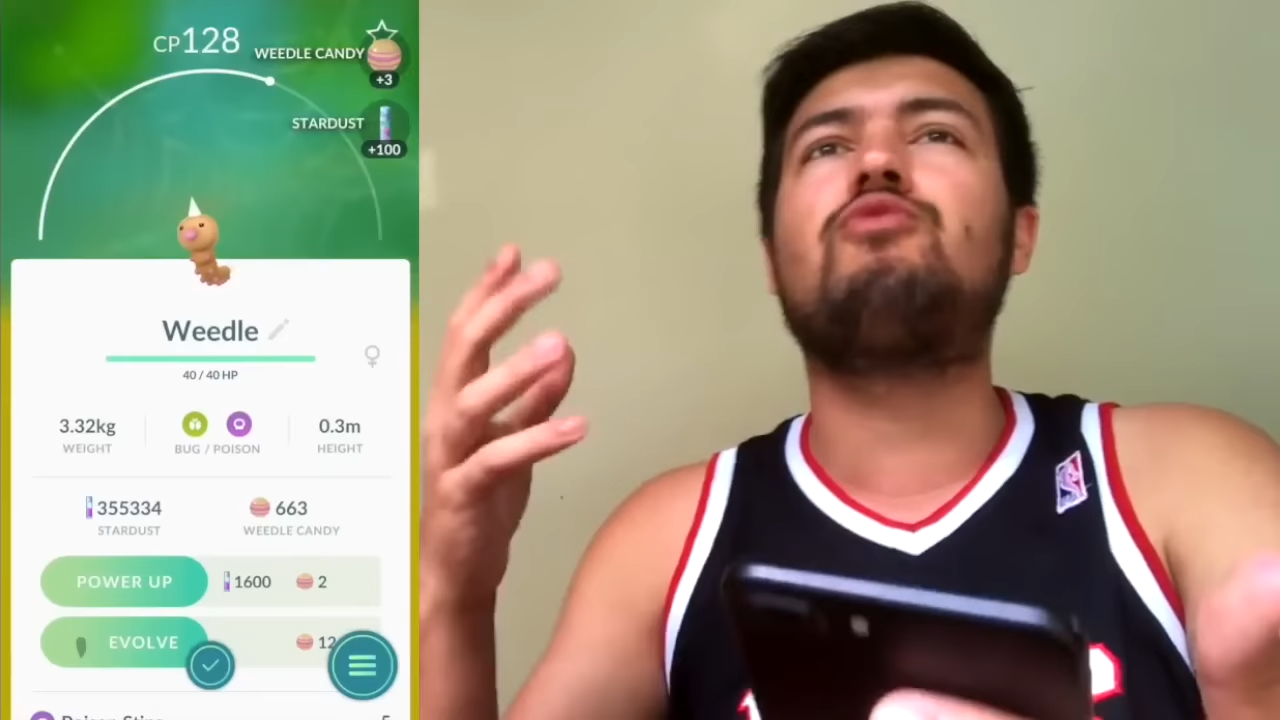 CP128
WEEDLE CANDY
+3
STARDUST
+100
Weedle
40 / 40 HP
3.32kg
WEIGHT
BUG / POISON
0.3m
HEIGHT
355334
STARDUST
663
WEEDLE CANDY
POWER UP
1600
2
EVOLVE
12